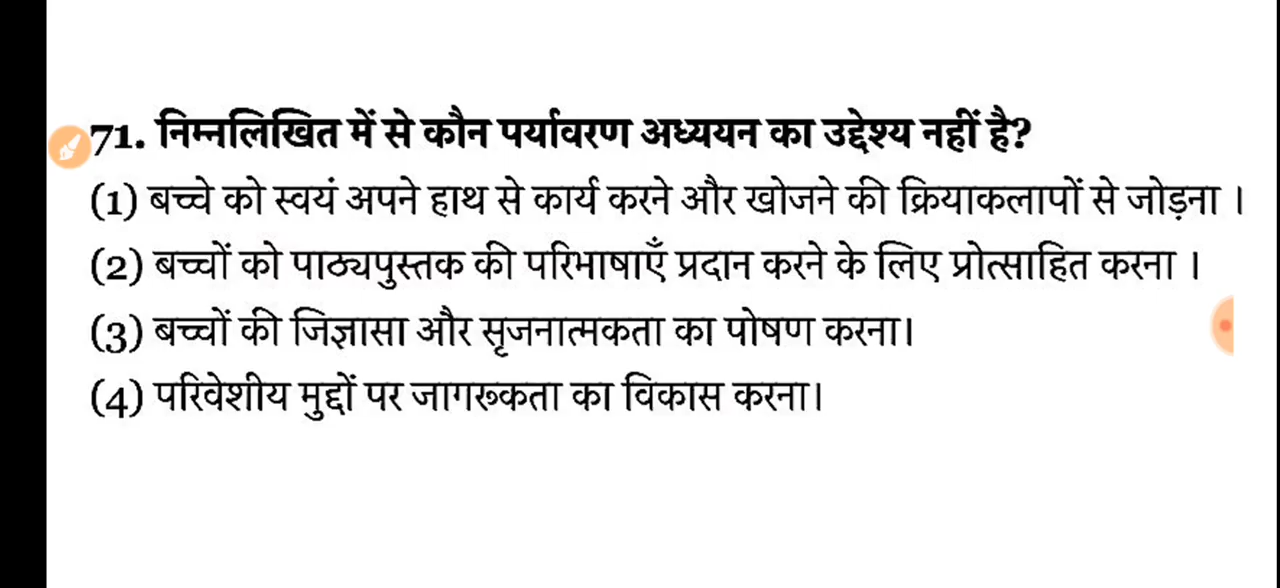 71. निम्नलिखित में से कौन पर्यावरण अध्ययन का उद्देश्य नहीं है?
(1) बच्चे को स्वयं अपने हाथ से कार्य करने और खोजने की क्रियाकलापों से जोड़ना ।
(2) बच्चों को पाठ्यपुस्तक की परिभाषाएँ प्रदान करने के लिए प्रोत्साहित करना ।
(3) बच्चों की जिज्ञासा और सृजनात्मकता का पोषण करना।
(4) परिवेशीय मुद्दों पर जागरूकता का विकास करना।